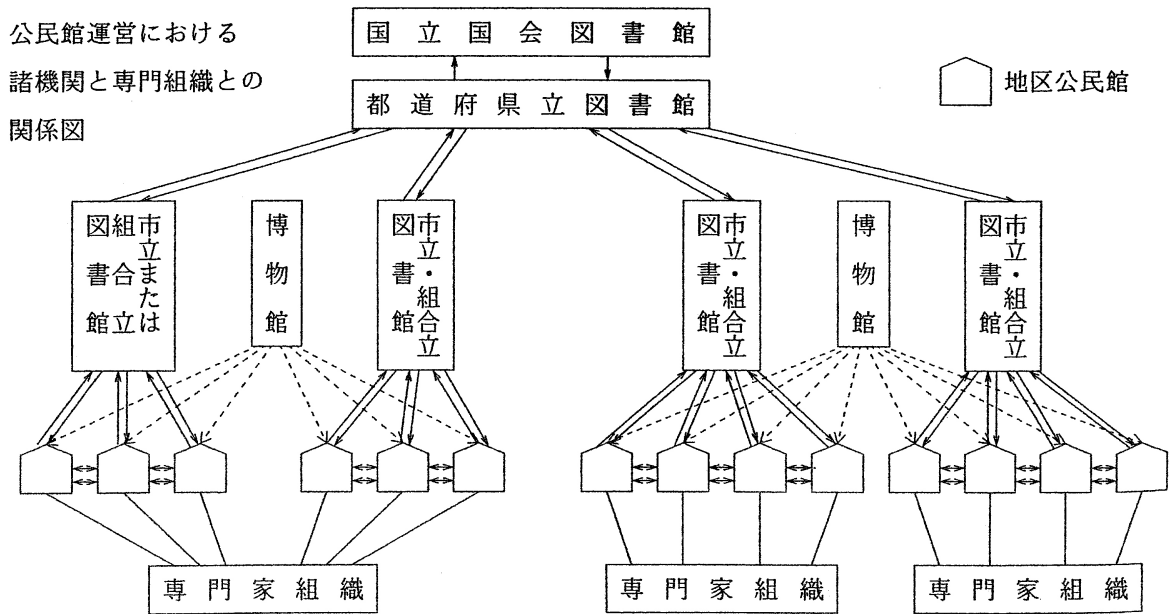 公民館運営における
諸機関と専門組織との
関係図
国立国会図書館
都道府県立図書館
地区公民館
市立または
組合立
図書館
博物館
市立・組合立
図書館
市立・組合立
図書館
博物館
市立・組合立
図書館
専門家組織
専門家組織
専門家組織